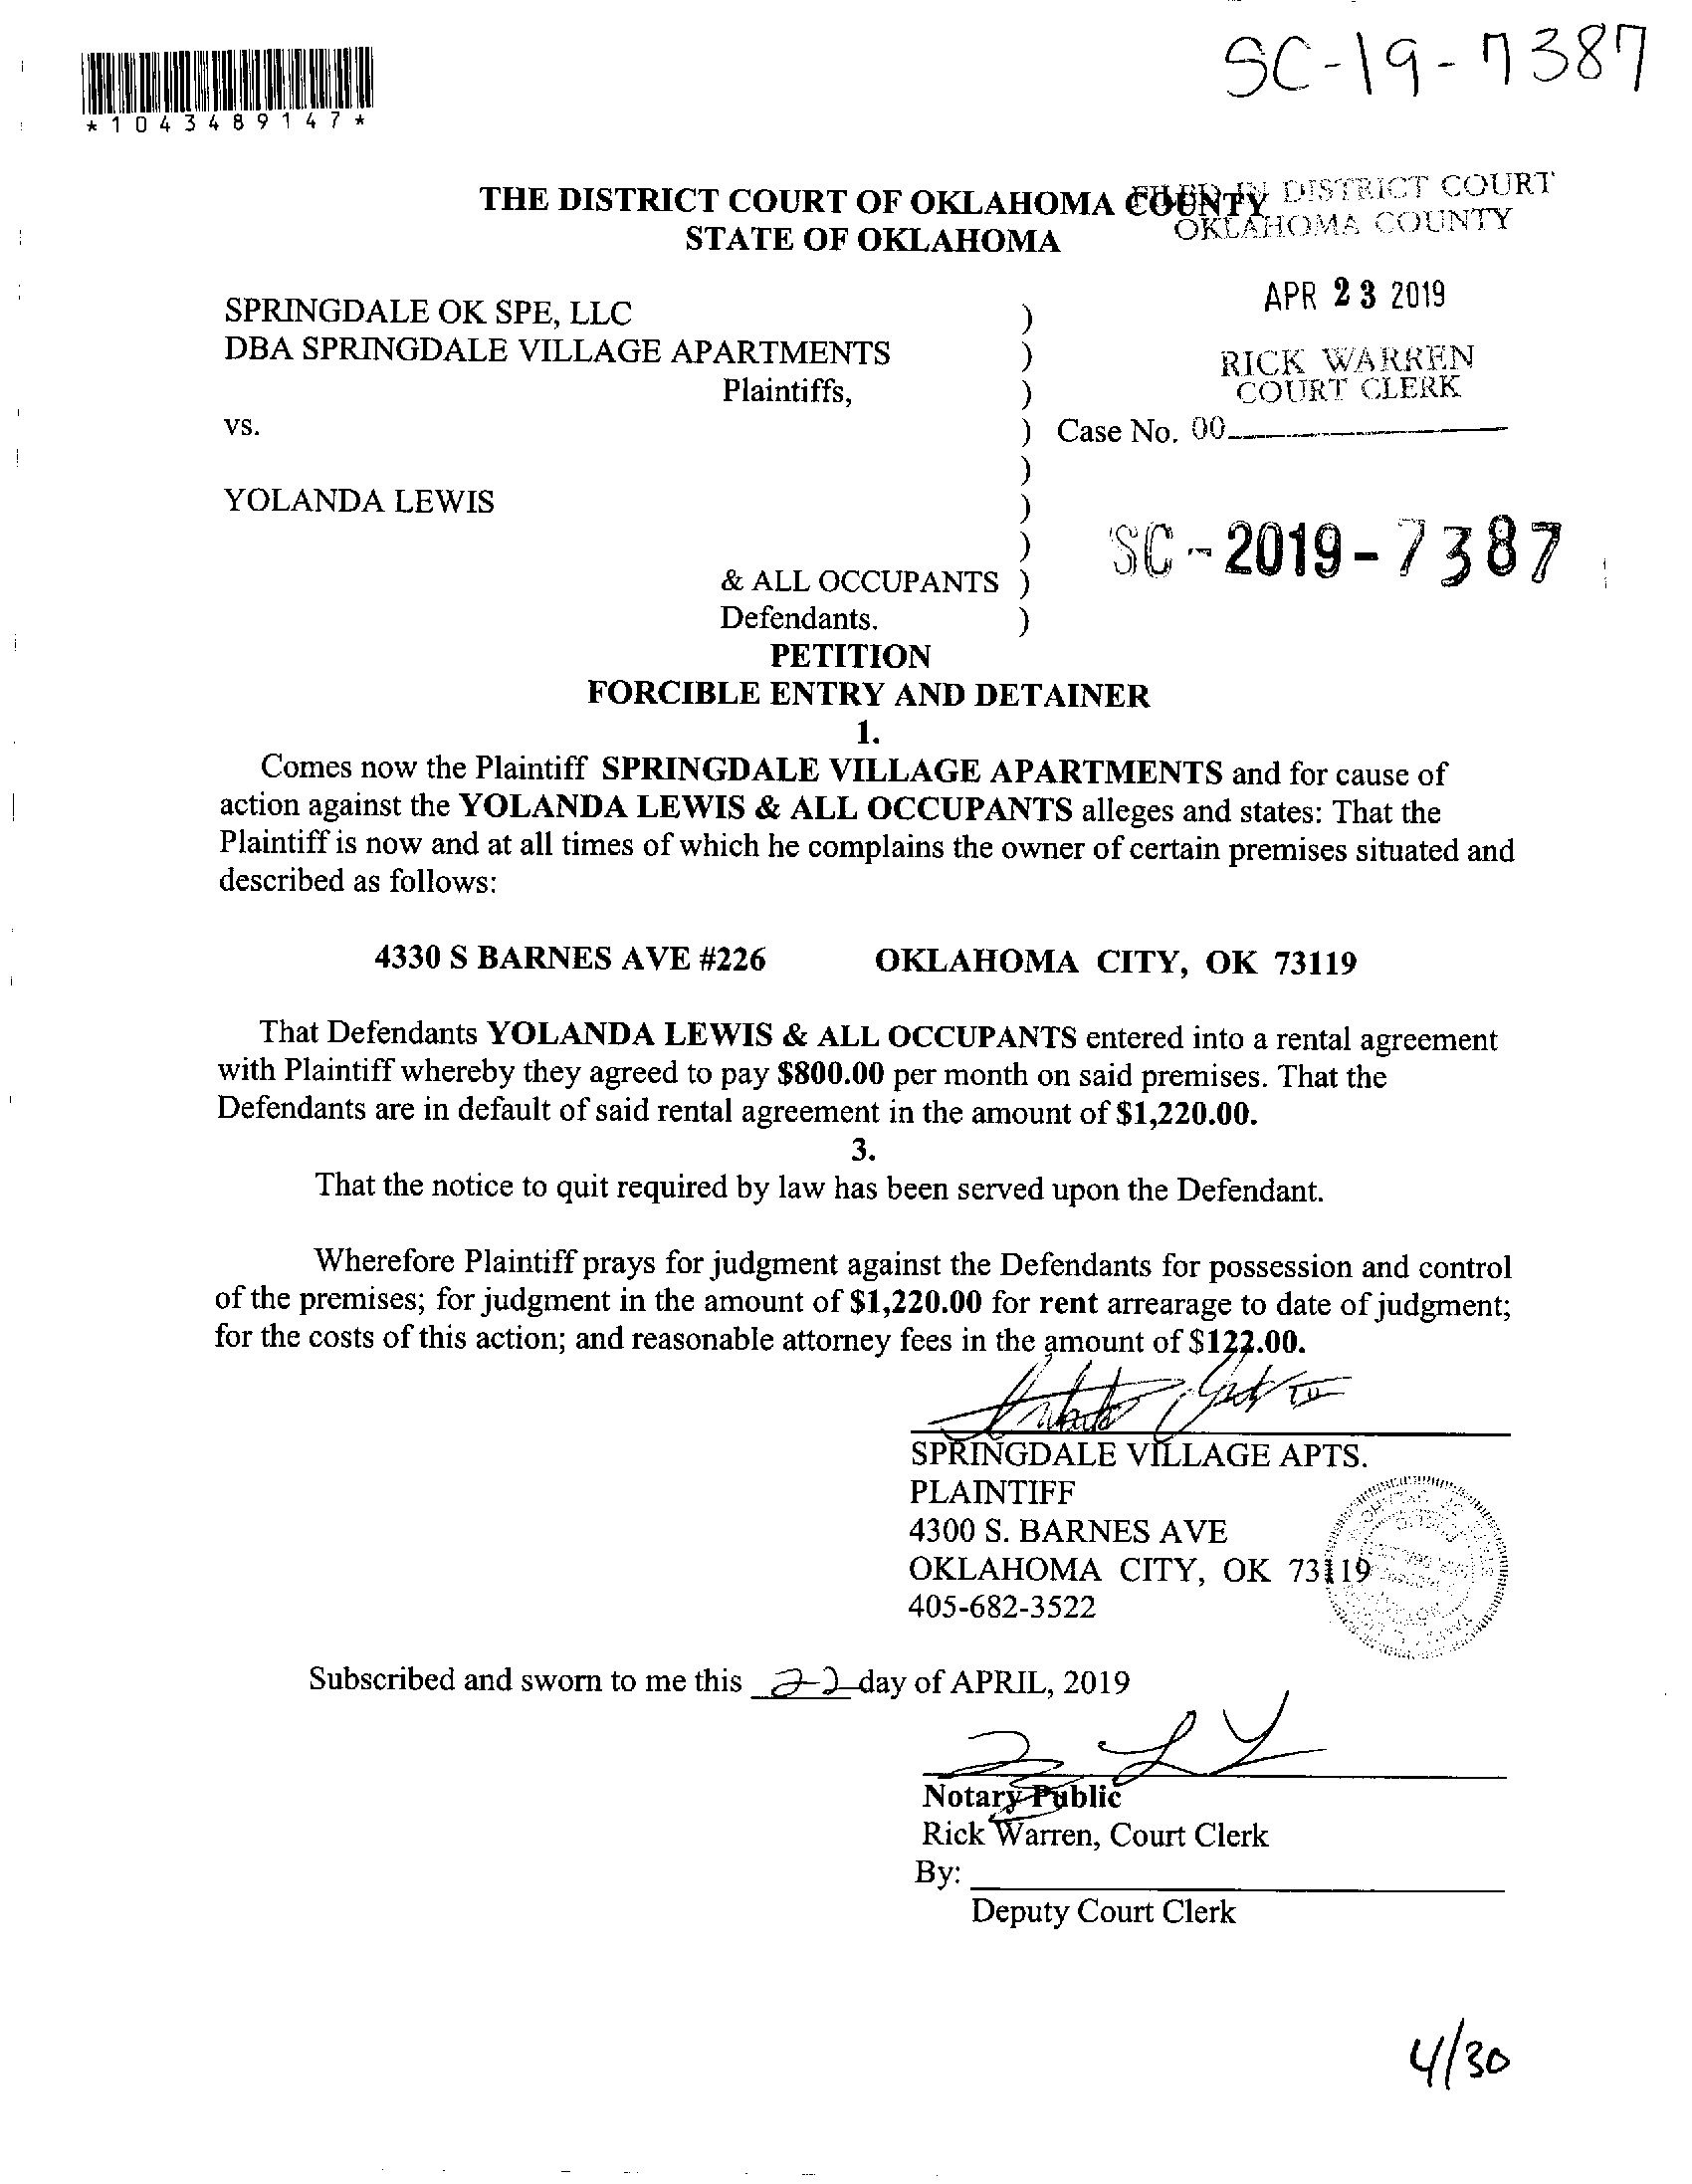 SC-19-7387
*1043489147*
THE DISTRICT COURT OF OKLAHOMA COUNTY
STATE OF OKLAHOMA
FILED IN DISTRICT COURT
OKLAHOMA COUNTY
APR 23 2019
RICK WARREN
COURT CLERK
SPRINGDALE OK SPE, LLC )
DBA SPRINGDALE VILLAGE APARTMENTS )
Plaintiffs, )
vs. ) Case No. 00
)
YOLANDA LEWIS )
)
SC-2019-7387
& ALL OCCUPANTS )
Defendants. )
PETITION
FORCIBLE ENTRY AND DETAINER
1.
Comes now the Plaintiff SPRINGDALE VILLAGE APARTMENTS and for cause of
action against the YOLANDA LEWIS & ALL OCCUPANTS alleges and states: That the
Plaintiff is now and at all times of which he complains the owner of certain premises situated and
described as follows:
4330 S BARNES AVE #226 OKLAHOMA CITY, OK 73119
That Defendants YOLANDA LEWIS & ALL OCCUPANTS entered into a rental agreement
with Plaintiff whereby they agreed to pay $800.00 per month on said premises. That the
Defendants are in default of said rental agreement in the amount of $1,220.00.
3.
That the notice to quit required by law has been served upon the Defendant.
Wherefore Plaintiff prays for judgment against the Defendants for possession and control
of the premises; for judgment in the amount of $1,220.00 for rent arrearage to date of judgment;
for the costs of this action; and reasonable attorney fees in the amount of $122.00.
SPRINGDALE VILLAGE APTS.
PLAINTIFF
4300 S. BARNES AVE
OKLAHOMA CITY, OK 73119
405-682-3522
Subscribed and sworn to me this 22 day of APRIL, 2019
Notary Public
Rick Warren, Court Clerk
By:
Deputy Court Clerk
4/30